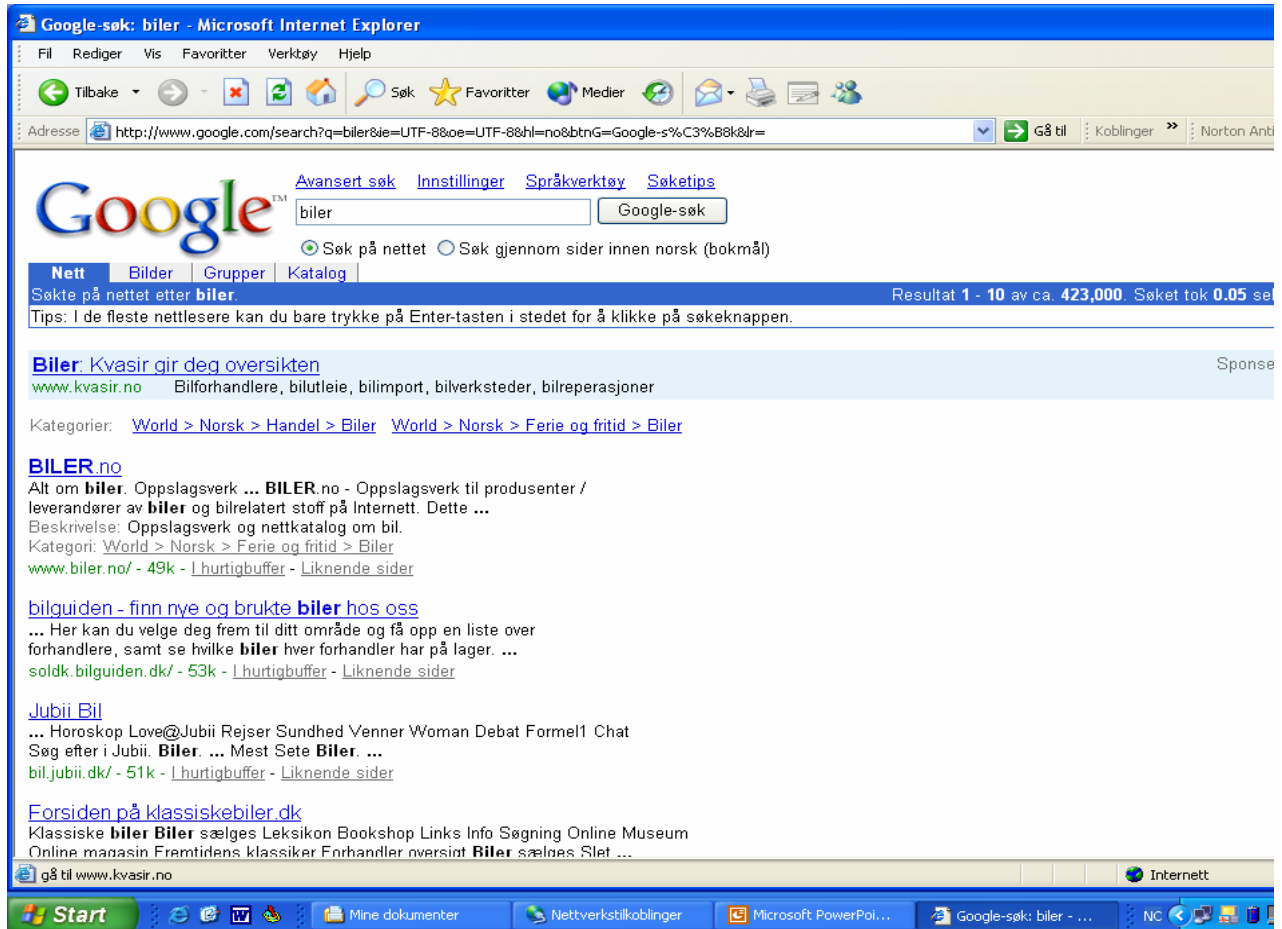 Google-søk: biler - Microsoft Internet Explorer
Fil Rediger Vis Favoritter Verktøy Hjelp
Tilbake Søk Favoritter Medier
Adresse http://www.google.com/search?q=biler&ie=UTF-8&oe=UTF-8&hl=no&btnG=Google-s%C3%B8k&lr= Gå til Koblinger » Norton Anti
Google™
Avansert søk Innstillinger Språkverktøy Søketips
biler Google-søk
Søk på nettet Søk gjennom sider innen norsk (bokmål)
Nett Bilder Grupper Katalog
Søkte på nettet etter biler. Resultat 1 - 10 av ca. 423,000. Søket tok 0.05 sek
Tips: I de fleste nettlesere kan du bare trykke på Enter-tasten i stedet for å klikke på søkeknappen.
Biler: Kvasir gir deg oversikten Sponse
www.kvasir.no Bilforhandlere, bilutleie, bilimport, bilverksteder, bilreperasjoner
Kategorier: World > Norsk > Handel > Biler World > Norsk > Ferie og fritid > Biler
BILER.no
Alt om biler. Oppslagsverk ... BILER.no - Oppslagsverk til produsenter /
leverandører av biler og bilrelatert stoff på Internett. Dette ...
Beskrivelse: Oppslagsverk og nettkatalog om bil.
Kategori: World > Norsk > Ferie og fritid > Biler
www.biler.no/ - 49k - I hurtigbuffer - Liknende sider
bilguiden - finn nye og brukte biler hos oss
... Her kan du velge deg frem til ditt område og få opp en liste over
forhandlere, samt se hvilke biler hver forhandler har på lager. ...
soldk.bilguiden.dk/ - 53k - I hurtigbuffer - Liknende sider
Jubii Bil
... Horoskop Love@Jubii Rejser Sundhed Venner Woman Debat Formel1 Chat
Søg efter i Jubii. Biler. ... Mest Sete Biler. ...
bil.jubii.dk/ - 51k - I hurtigbuffer - Liknende sider
Forsiden på klassiskebiler.dk
Klassiske biler Biler sælges Leksikon Bookshop Links Info Søgning Online Museum
Online magasin Fremtidens klassiker Forhandler oversigt Biler sælges Slet ...
gå til www.kvasir.no Internett
Start Mine dokumenter Nettverkstilkoblinger Microsoft PowerPoi... Google-søk: biler - ... NC